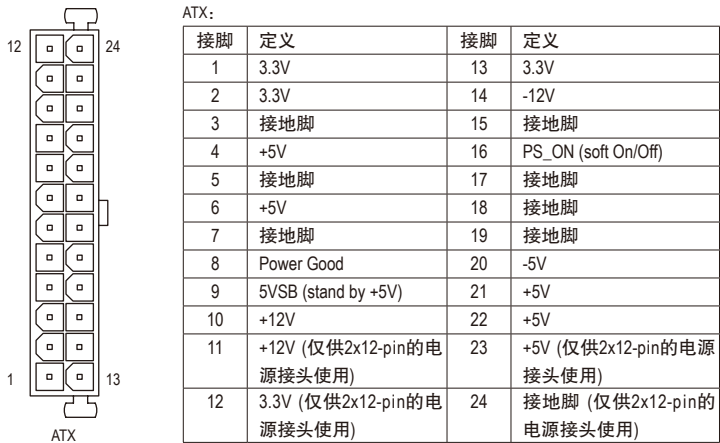 12
24
1
13
ATX
ATX：
接脚 定义 接脚 定义
1 3.3V 13 3.3V
2 3.3V 14 -12V
3 接地脚 15 接地脚
4 +5V 16 PS_ON (soft On/Off)
5 接地脚 17 接地脚
6 +5V 18 接地脚
7 接地脚 19 接地脚
8 Power Good 20 -5V
9 5VSB (stand by +5V) 21 +5V
10 +12V 22 +5V
11 +12V (仅供2x12-pin的电 23 +5V (仅供2x12-pin的电源
源接头使用) 接头使用)
12 3.3V (仅供2x12-pin的电 24 接地脚 (仅供2x12-pin的
源接头使用) 电源接头使用)